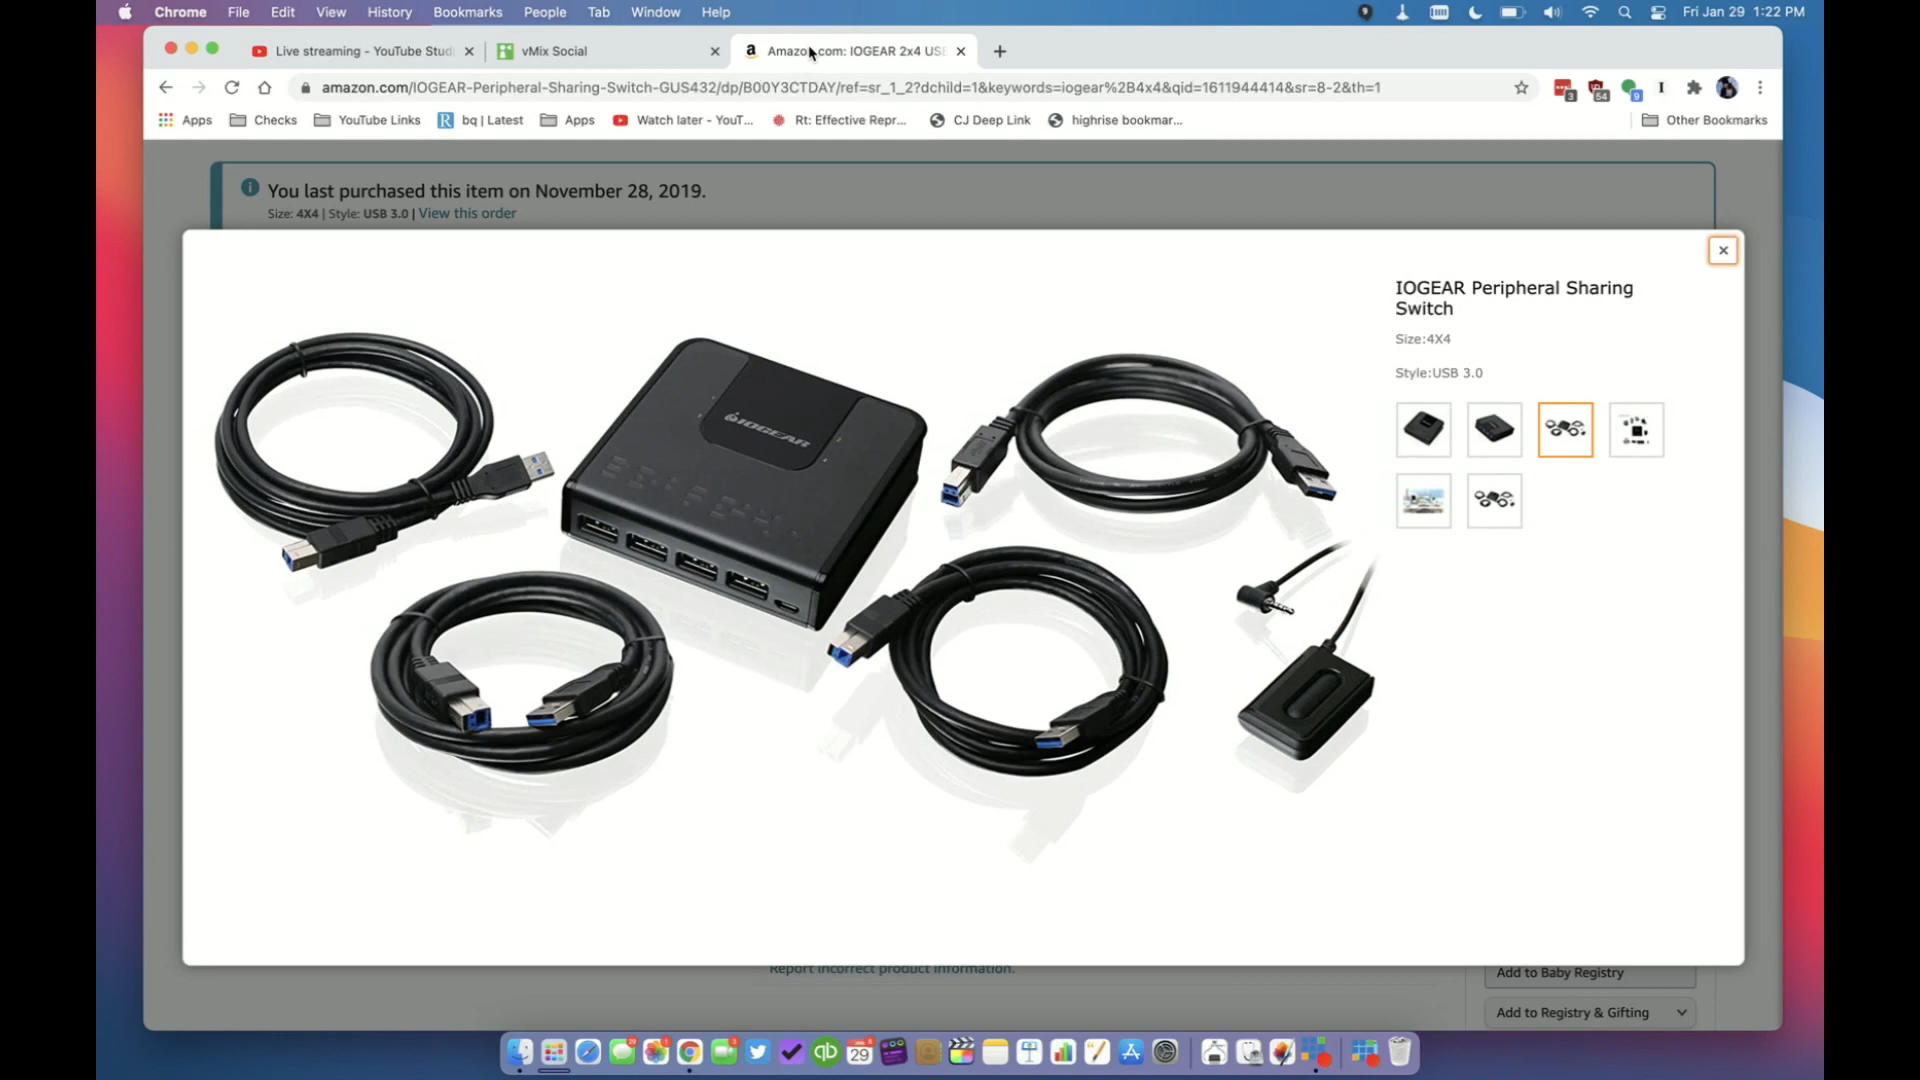 Chrome File Edit View History Bookmarks People Tab Window Help Fri Jan 29 1:22 PM
Live streaming - YouTube Stud vMix Social Amazon.com: IOGEAR 2x4 USB
amazon.com/IOGEAR-Peripheral-Sharing-Switch-GUS432/dp/B00Y3CTDAY/ref=sr_1_2?dchild=1&keywords=iogear%2B4x4&qid=1611944414&sr=8-2&th=1
3 54 9
Apps Checks YouTube Links bq | Latest Apps Watch later - YouT... Rt: Effective Repr... CJ Deep Link highrise bookmar... Other Bookmarks
You last purchased this item on November 28, 2019.
Size: 4X4 | Style: USB 3.0 | View this order
IOGEAR Peripheral Sharing
Switch
Size:4X4
Style:USB 3.0
IOGEAR
Report incorrect product information.
Add to Baby Registry
Add to Registry & Gifting
29